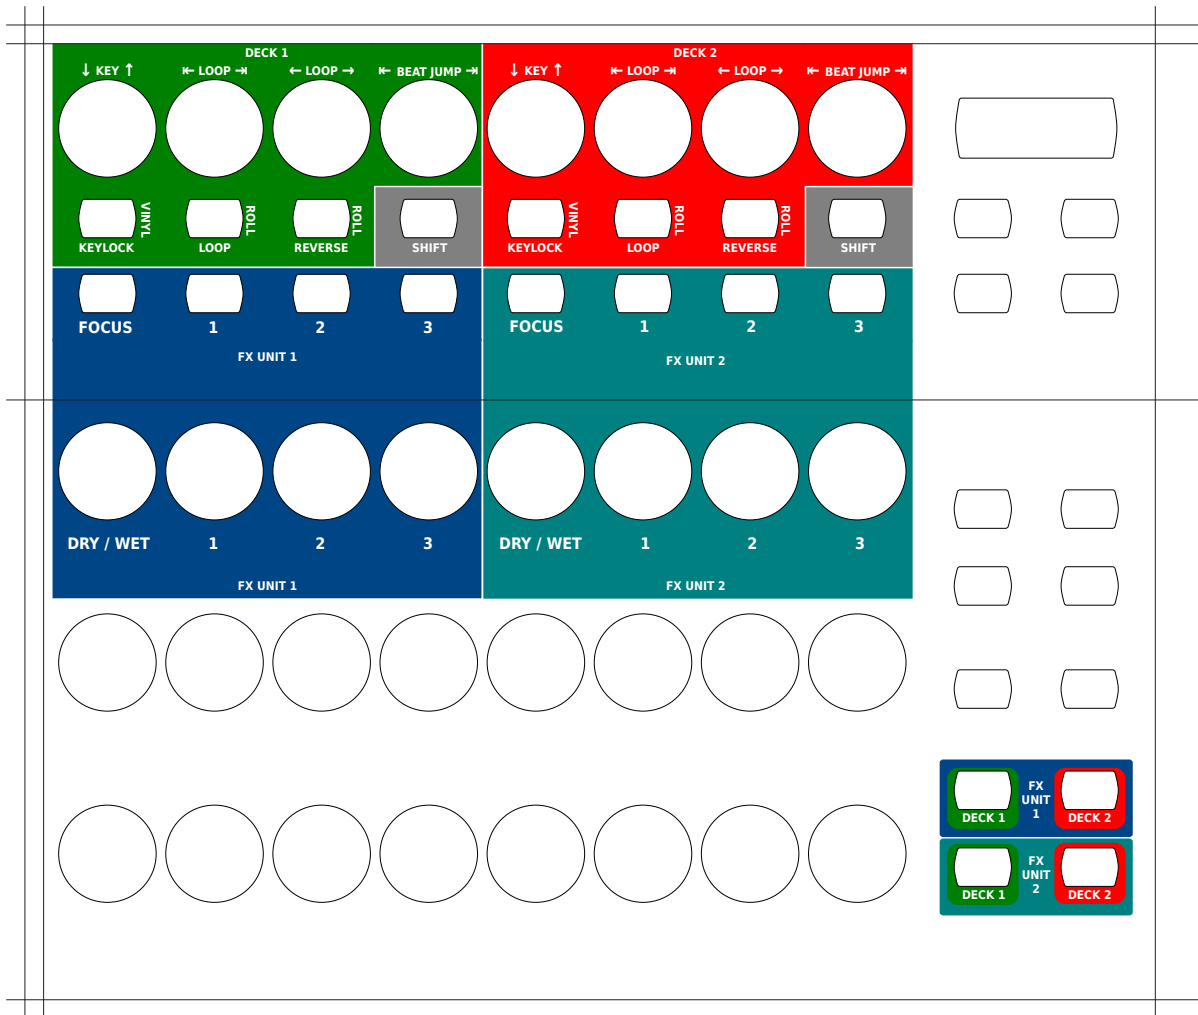 DECK 1
DECK 2
↓ KEY ↑ ⇤ LOOP ⇥ ← LOOP → ⇤ BEAT JUMP ⇥
↓ KEY ↑ ⇤ LOOP ⇥ ← LOOP → ⇤ BEAT JUMP ⇥
VINYL
ROLL
ROLL
VINYL
ROLL
ROLL
KEYLOCK LOOP REVERSE SHIFT
KEYLOCK LOOP REVERSE SHIFT
FOCUS 1 2 3
FOCUS 1 2 3
FX UNIT 1
FX UNIT 2
DRY / WET 1 2 3
DRY / WET 1 2 3
FX UNIT 1
FX UNIT 2
FX
UNIT
1
DECK 1
DECK 2
FX
UNIT
2
DECK 1
DECK 2